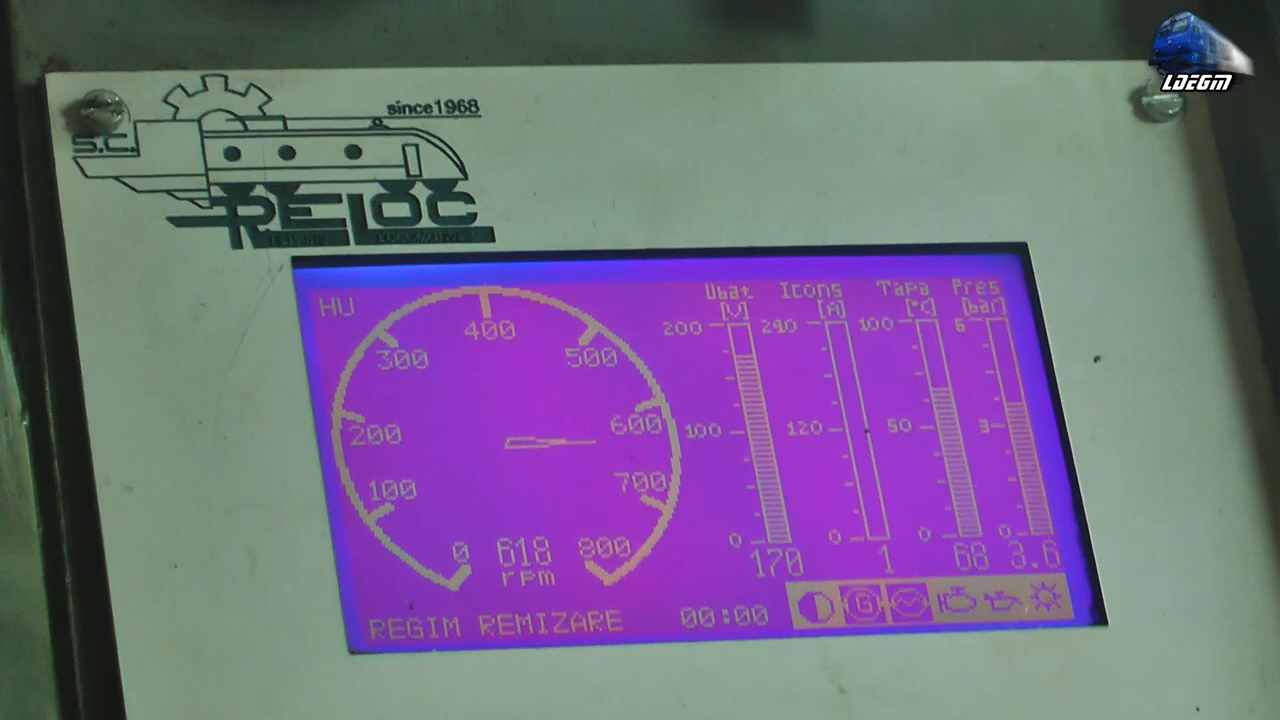 LDEGM
since1968
S.C.
RELOC
HU
Ubat Icons Tapa Pres
[V] [A] [°C] [bar]
200 240 100 6
400
300 500
200 600
100 120 50 3
100 700
0 618 800
rpm
0 0 0 0
170 1 68 3.6
REGIM REMIZARE 00:00
G